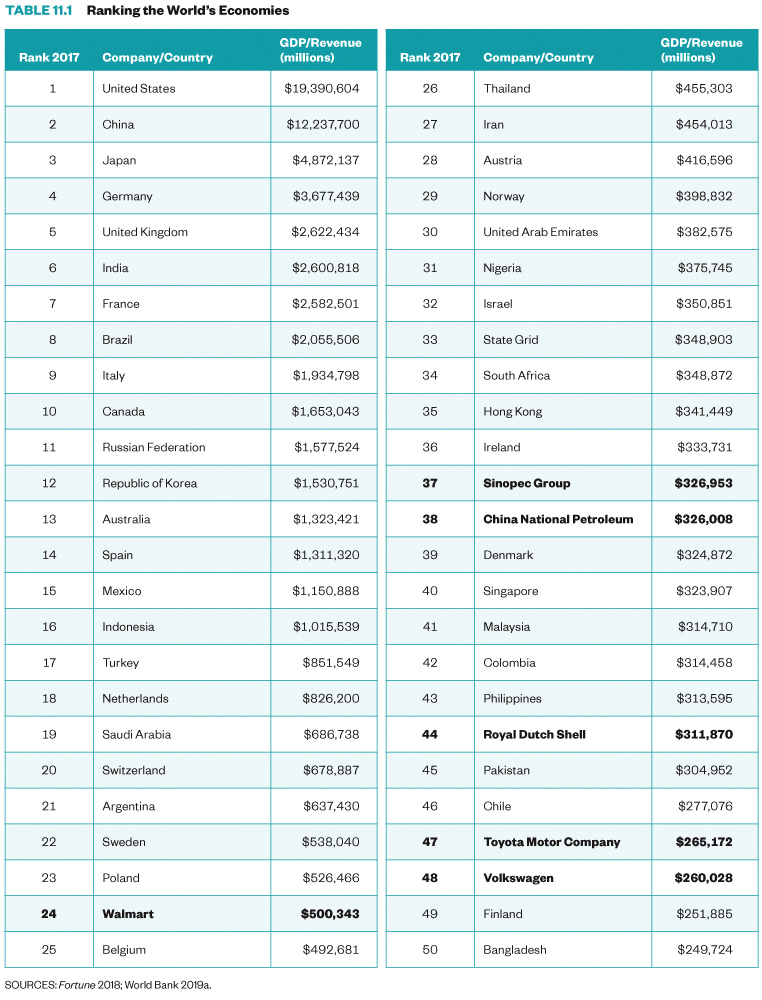 TABLE 11.1 Ranking the World's Economies
Rank 2017 Company/Country GDP/Revenue (millions)
1 United States $19,390,604
2 China $12,237,700
3 Japan $4,872,137
4 Germany $3,677,439
5 United Kingdom $2,622,434
6 India $2,600,818
7 France $2,582,501
8 Brazil $2,055,506
9 Italy $1,934,798
10 Canada $1,653,043
11 Russian Federation $1,577,524
12 Republic of Korea $1,530,751
13 Australia $1,323,421
14 Spain $1,311,320
15 Mexico $1,150,888
16 Indonesia $1,015,539
17 Turkey $851,549
18 Netherlands $826,200
19 Saudi Arabia $686,738
20 Switzerland $678,887
21 Argentina $637,430
22 Sweden $538,040
23 Poland $526,466
24 Walmart $500,343
25 Belgium $492,681
Rank 2017 Company/Country GDP/Revenue (millions)
26 Thailand $455,303
27 Iran $454,013
28 Austria $416,596
29 Norway $398,832
30 United Arab Emirates $382,575
31 Nigeria $375,745
32 Israel $350,851
33 State Grid $348,903
34 South Africa $348,872
35 Hong Kong $341,449
36 Ireland $333,731
37 Sinopec Group $326,953
38 China National Petroleum $326,008
39 Denmark $324,872
40 Singapore $323,907
41 Malaysia $314,710
42 Colombia $314,458
43 Philippines $313,595
44 Royal Dutch Shell $311,870
45 Pakistan $304,952
46 Chile $277,076
47 Toyota Motor Company $265,172
48 Volkswagen $260,028
49 Finland $251,885
50 Bangladesh $249,724
SOURCES: Fortune 2018; World Bank 2019a.